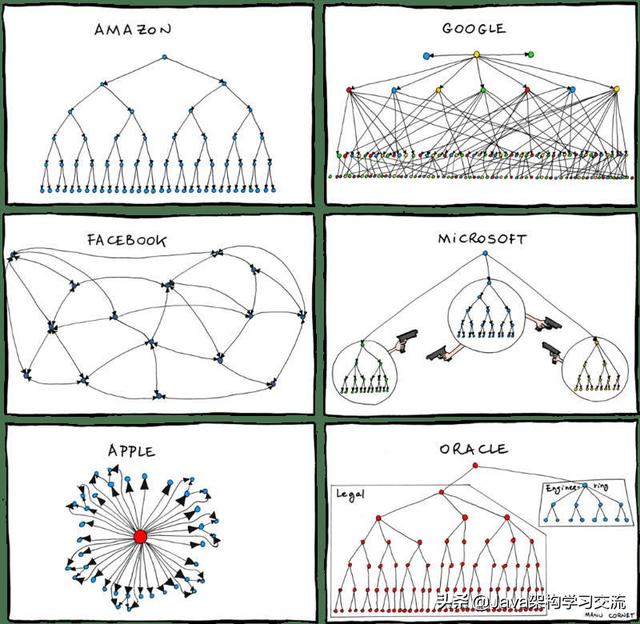 AMAZON
GOOGLE
FACEBOOK
MICROSOFT
APPLE
ORACLE
Legal
Engineering
头条@Java架构学习交流
MANU CORNET